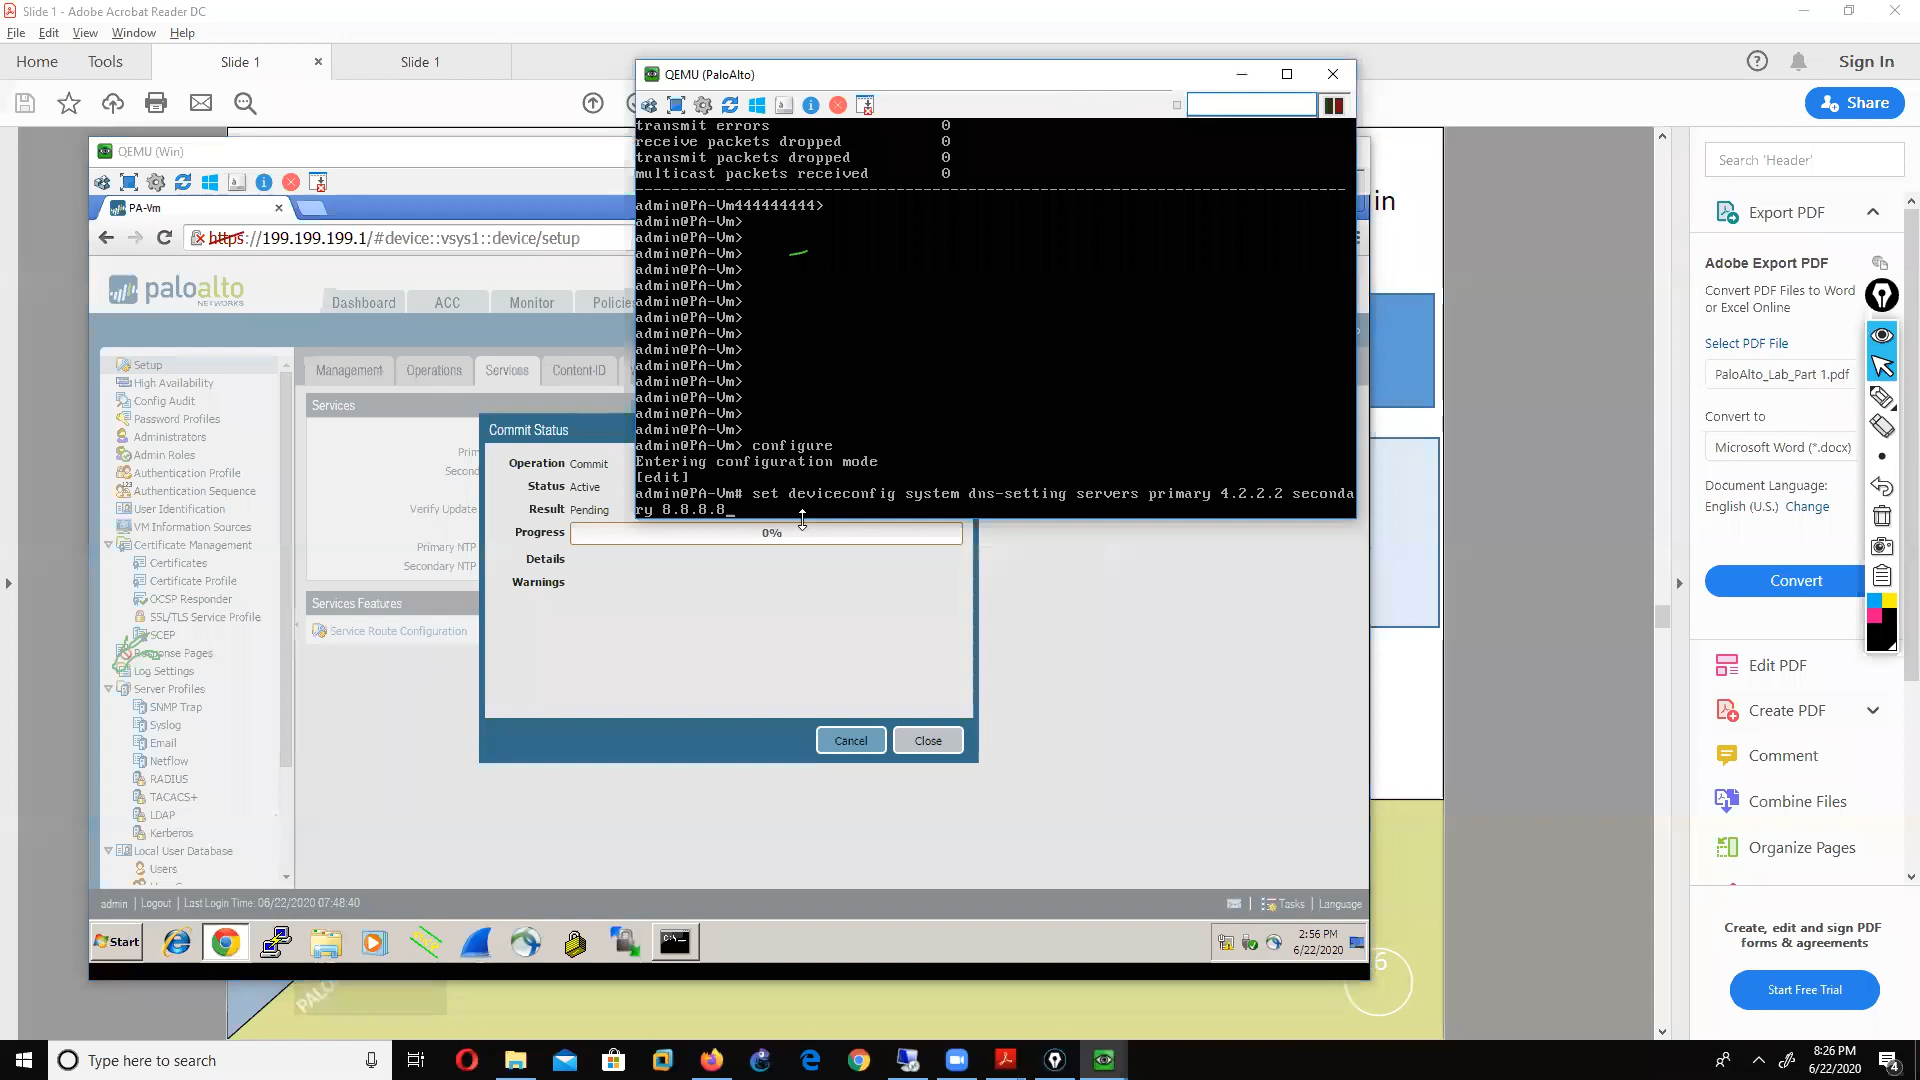 Slide 1 - Adobe Acrobat Reader DC
File Edit View Window Help
Home Tools Slide 1 Slide 1
Sign In
Share
QEMU (PaloAlto)
transmit errors 0
receive packets dropped 0
transmit packets dropped 0
multicast packets received 0
--------------------------------------------------------------------------------
admin@PA-Vm444444444>
admin@PA-Vm>
admin@PA-Vm>
admin@PA-Vm>
admin@PA-Vm>
admin@PA-Vm>
admin@PA-Vm>
admin@PA-Vm>
admin@PA-Vm>
admin@PA-Vm>
admin@PA-Vm>
admin@PA-Vm>
admin@PA-Vm>
admin@PA-Vm>
admin@PA-Vm>
admin@PA-Vm> configure
Entering configuration mode
[edit]
admin@PA-Vm# set deviceconfig system dns-setting servers primary 4.2.2.2 seconda
ry 8.8.8.8_
QEMU (Win)
PA-Vm
https://199.199.199.1/#device::vsys1::device/setup
in
paloalto
NETWORKS
Dashboard ACC Monitor Policies
Setup
High Availability
Config Audit
Password Profiles
Administrators
Admin Roles
Authentication Profile
Authentication Sequence
User Identification
VM Information Sources
Certificate Management
Certificates
Certificate Profile
OCSP Responder
SSL/TLS Service Profile
SCEP
Response Pages
Log Settings
Server Profiles
SNMP Trap
Syslog
Email
Netflow
RADIUS
TACACS+
LDAP
Kerberos
Local User Database
Users
Management Operations Services Content-ID
Services
Prim
Second
Verify Update
Primary NTP
Secondary NTP
Services Features
Service Route Configuration
Commit Status
Operation Commit
Status Active
Result Pending
Progress 0%
Details
Warnings
Cancel Close
admin | Logout | Last Login Time: 06/22/2020 07:48:40
Tasks | Language
Start
2:56 PM
6/22/2020
PALO
6
Search 'Header'
Export PDF
Adobe Export PDF
Convert PDF Files to Word
or Excel Online
Select PDF File
PaloAlto_Lab_Part 1.pdf
Convert to
Microsoft Word (*.docx)
Document Language:
English (U.S.) Change
Convert
Edit PDF
Create PDF
Comment
Combine Files
Organize Pages
Create, edit and sign PDF
forms & agreements
Start Free Trial
Type here to search
8:26 PM
6/22/2020
4